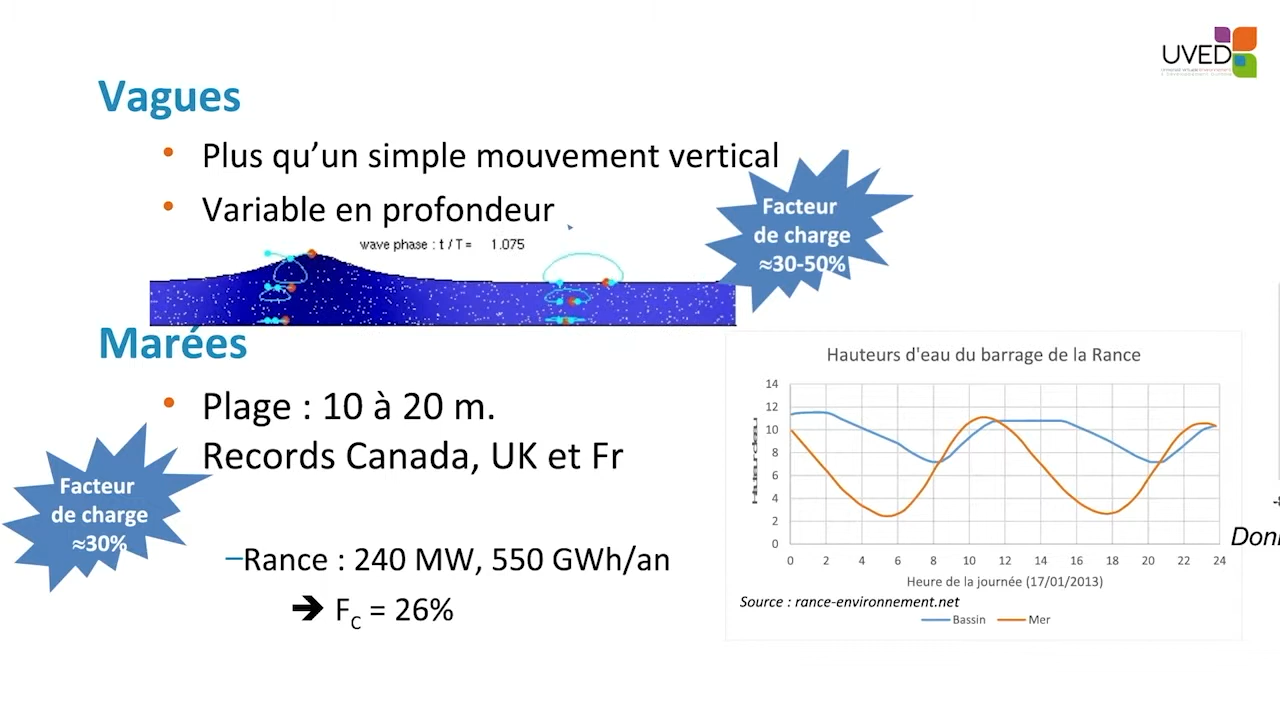 UVED
Vagues
• Plus qu’un simple mouvement vertical
• Variable en profondeur
Facteur
de charge
≈30-50%
wave phase : t / T = 1.075
Marées
• Plage : 10 à 20 m.
Records Canada, UK et Fr
Facteur
de charge
≈30%
–Rance : 240 MW, 550 GWh/an
➔ FC = 26%
Hauteurs d'eau du barrage de la Rance
14
12
10
8
6
4
2
0
0 2 4 6 8 10 12 14 16 18 20 22 24
Heure de la journée (17/01/2013)
Source : rance-environnement.net
Bassin Mer